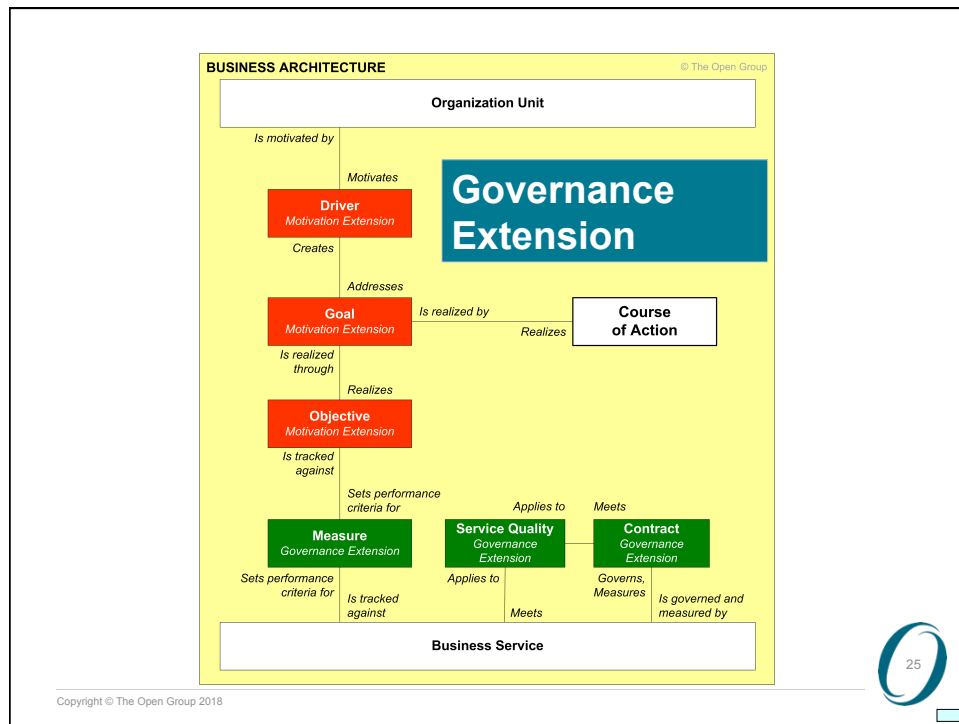 BUSINESS ARCHITECTURE
© The Open Group
Organization Unit
Is motivated by
Motivates
Governance
Extension
Driver
Motivation Extension
Creates
Addresses
Goal
Motivation Extension
Is realized by
Realizes
Course
of Action
Is realized
through
Realizes
Objective
Motivation Extension
Is tracked
against
Sets performance
criteria for
Applies to
Meets
Measure
Governance Extension
Service Quality
Governance
Extension
Contract
Governance
Extension
Sets performance
criteria for
Is tracked
against
Applies to
Meets
Governs,
Measures
Is governed and
measured by
Business Service
25
Copyright © The Open Group 2018